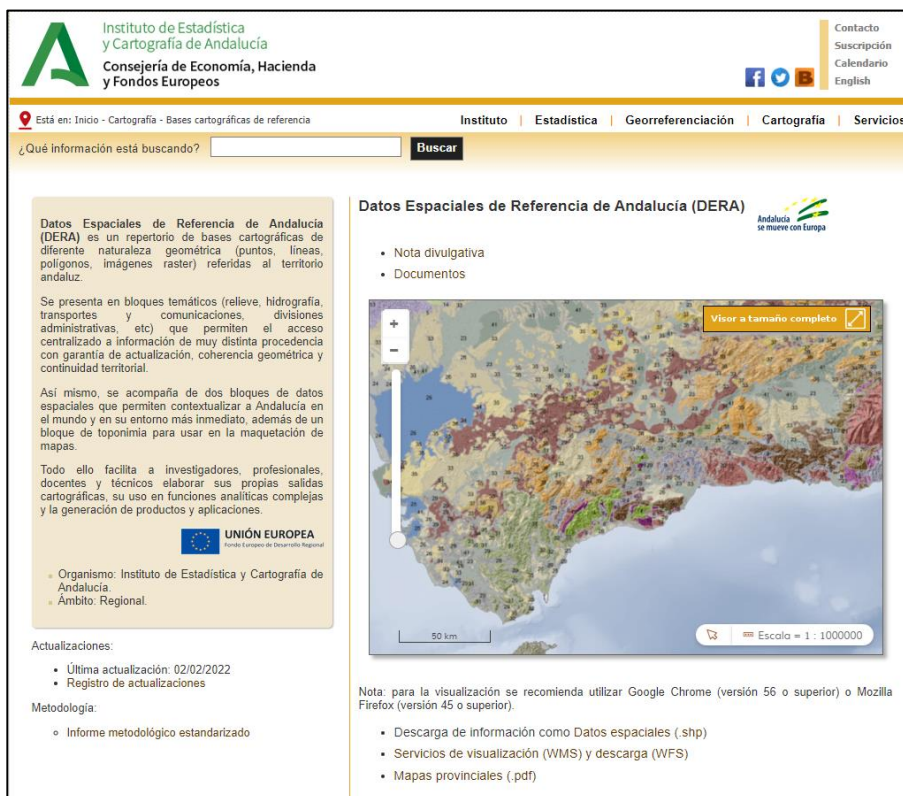 Instituto de Estadística
y Cartografía de Andalucía
Consejería de Economía, Hacienda
y Fondos Europeos
Contacto
Suscripción
Calendario
English
Está en: Inicio - Cartografía - Bases cartográficas de referencia
Instituto | Estadística | Georreferenciación | Cartografía | Servicios
¿Qué información está buscando? Buscar
Datos Espaciales de Referencia de Andalucía
(DERA) es un repertorio de bases cartográficas de
diferente naturaleza geométrica (puntos, líneas,
polígonos, imágenes raster) referidas al territorio
andaluz.
Se presenta en bloques temáticos (relieve, hidrografía,
transportes y comunicaciones, divisiones
administrativas, etc) que permiten el acceso
centralizado a información de muy distinta procedencia
con garantía de actualización, coherencia geométrica y
continuidad territorial.
Así mismo, se acompaña de dos bloques de datos
espaciales que permiten contextualizar a Andalucía en
el mundo y en su entorno más inmediato, además de un
bloque de toponimia para usar en la maquetación de
mapas.
Todo ello facilita a investigadores, profesionales,
docentes y técnicos elaborar sus propias salidas
cartográficas, su uso en funciones analíticas complejas
y la generación de productos y aplicaciones.
UNIÓN EUROPEA
Fondo Europeo de Desarrollo Regional
Organismo: Instituto de Estadística y Cartografía de
Andalucía.
Ámbito: Regional.
Actualizaciones:
Última actualización: 02/02/2022
Registro de actualizaciones
Metodología:
Informe metodológico estandarizado
Datos Espaciales de Referencia de Andalucía (DERA)
Andalucía
se mueve con Europa
Nota divulgativa
Documentos
+
Visor a tamaño completo
−
50 km
Escala = 1 : 1000000
Nota: para la visualización se recomienda utilizar Google Chrome (versión 56 o superior) o Mozilla
Firefox (versión 45 o superior).
Descarga de información como Datos espaciales (.shp)
Servicios de visualización (WMS) y descarga (WFS)
Mapas provinciales (.pdf)